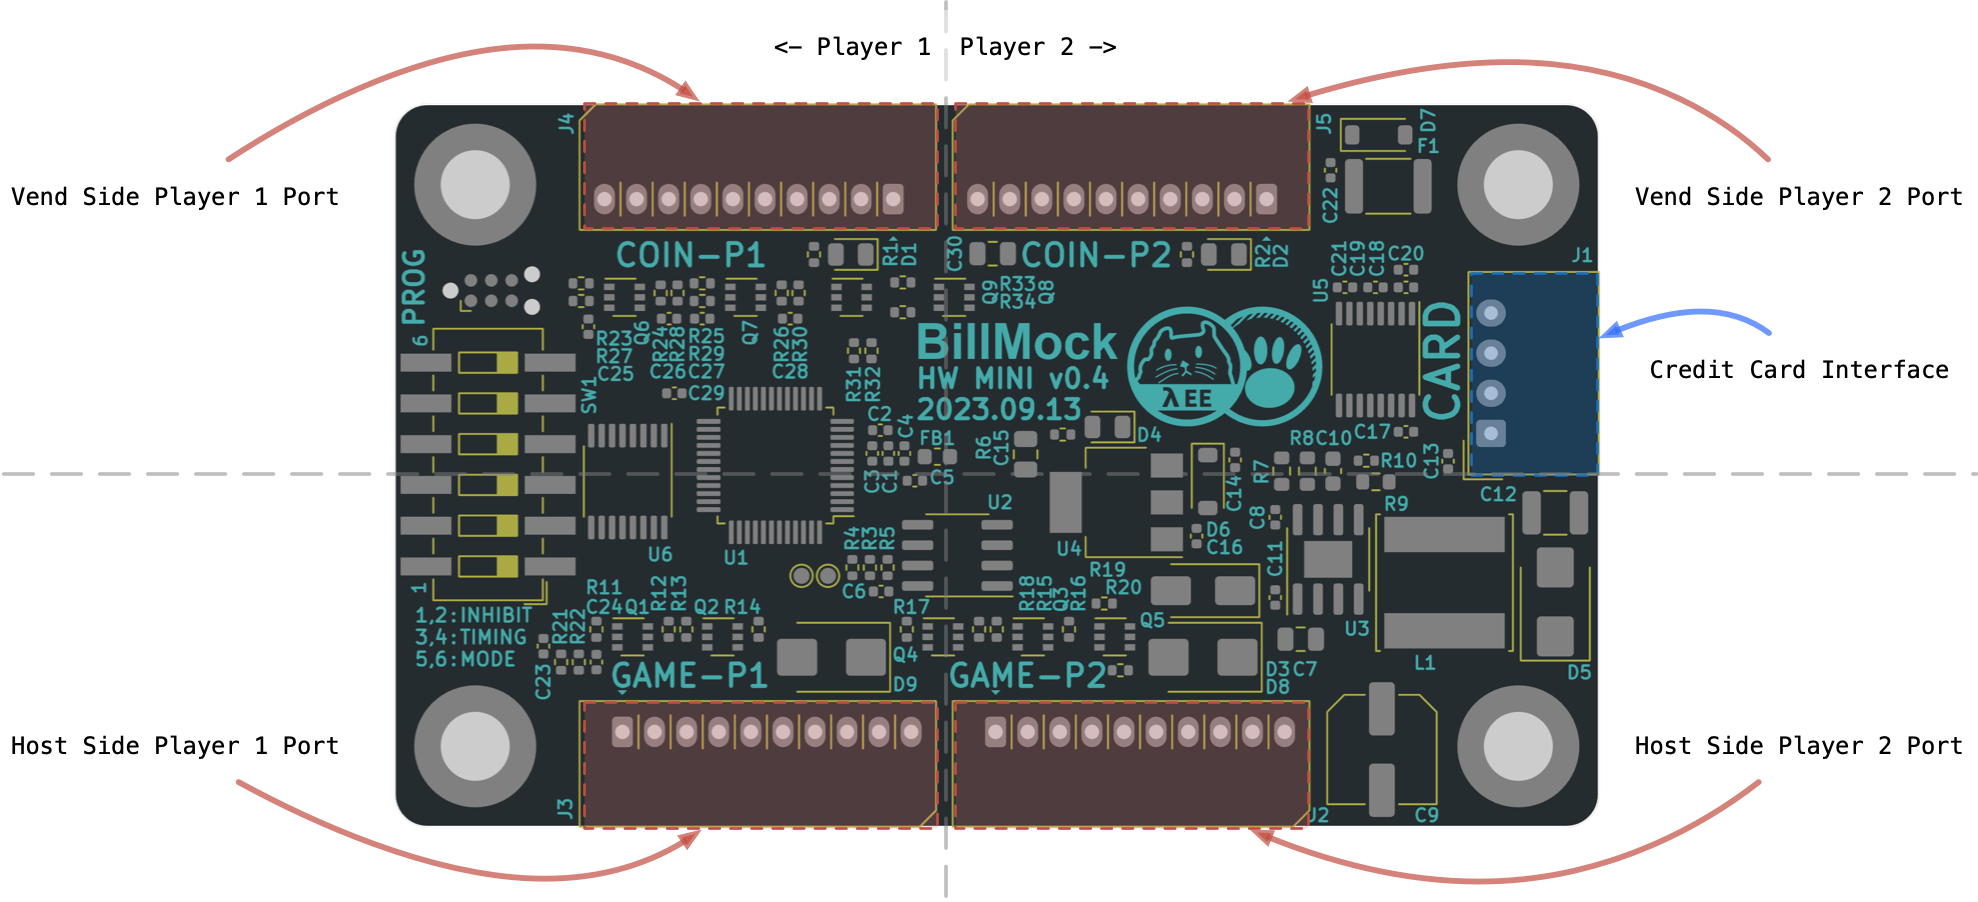 <- Player 1
Player 2 ->
Vend Side Player 1 Port
Vend Side Player 2 Port
Credit Card Interface
Host Side Player 1 Port
Host Side Player 2 Port
J4
J5
D7
F1
C22
COIN-P1
R1
D1
C30
COIN-P2
R2
D2
C21
C19
C18
C20
J1
PROG
6
Q6
R23
R27
C25
R24
C26
R28
R25
R29
C27
Q7
R26
C28
R30
Q9
R33
R34
Q8
U5
CARD
BillMock
HW MINI v0.4
2023.09.13
λEE
SW1
C29
R31
R32
C2
C4
FB1
C3
C1
C5
R6
C15
D4
R7
R8C10
C17
R10
C13
C12
R9
C14
D6
C16
C8
C11
U6
U1
U2
U4
R4
R3
R5
C6
1
1,2:INHIBIT
3,4:TIMING
5,6:MODE
R11
C24
Q1
R12
R13
Q2
R14
R21
R22
C23
R17
R18
R15
Q3
R16
R19
R20
Q5
Q4
U3
L1
D5
GAME-P1
D9
GAME-P2
D3
C7
D8
J3
J2
C9